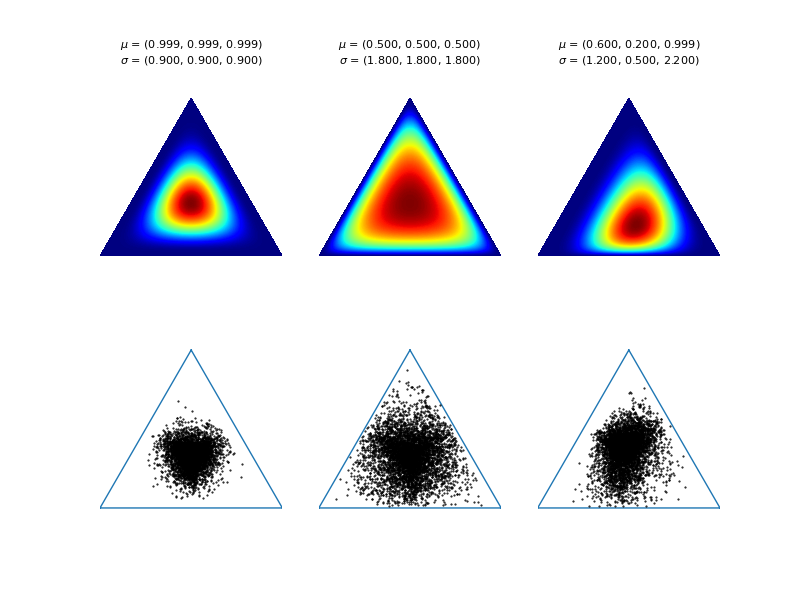 μ = (0.999, 0.999, 0.999)
σ = (0.900, 0.900, 0.900)
μ = (0.500, 0.500, 0.500)
σ = (1.800, 1.800, 1.800)
μ = (0.600, 0.200, 0.999)
σ = (1.200, 0.500, 2.200)